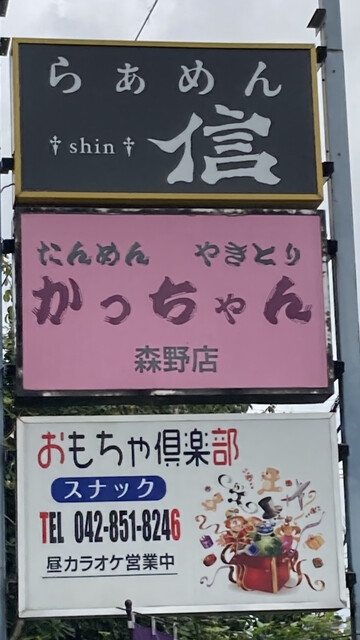 らぁめん
†shin† 信
たんめん やきとり
かっちゃん
森野店
おもちゃ倶楽部
スナック
TEL 042-851-8246
昼カラオケ営業中